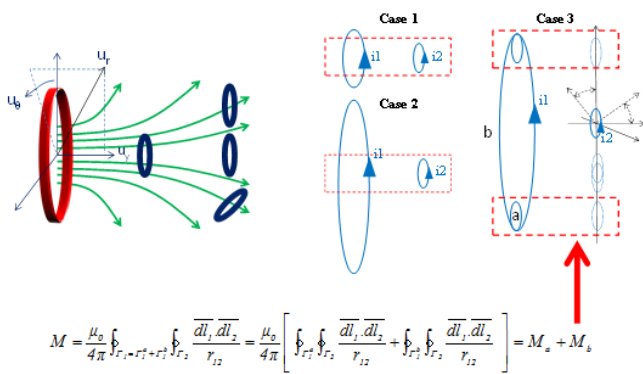 Case 1 Case 3
u_r
u_θ
u_y
i1 i2
Case 2
i1
i2
b
i1
i2
a
M = μ₀/4π ∮_{Γ₁=Γ₁ᵃ+Γ₁ᵇ} ∮_{Γ₂} dl₁.dl₂/r₁₂ = μ₀/4π [ ∮_{Γ₁ᵃ} ∮_{Γ₂} dl₁.dl₂/r₁₂ + ∮_{Γ₁ᵇ} ∮_{Γ₂} dl₁.dl₂/r₁₂ ] = M_a + M_b